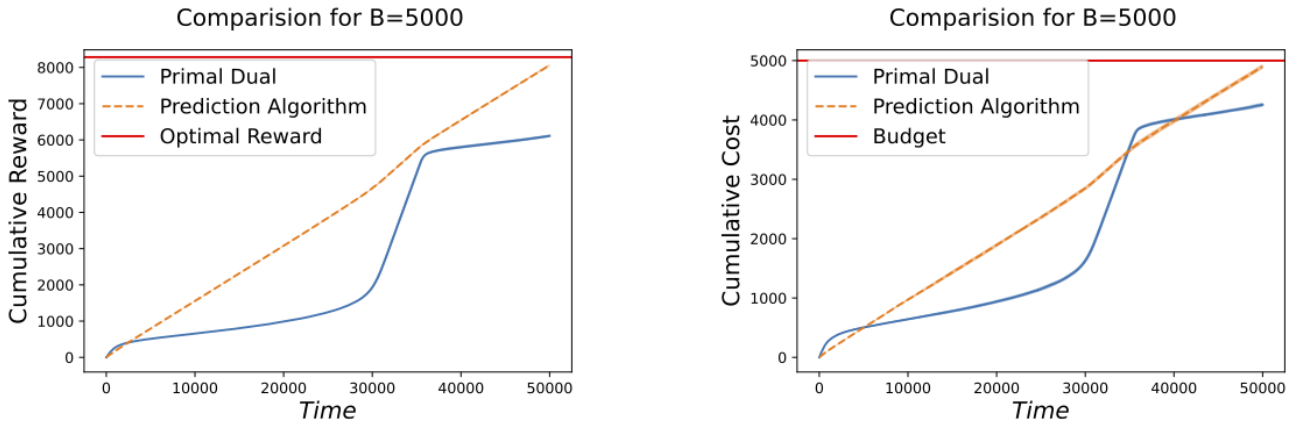 Comparision for B=5000
8000
7000
6000
5000
4000
3000
2000
1000
0
Cumulative Reward
Primal Dual
Prediction Algorithm
Optimal Reward
0 10000 20000 30000 40000 50000
Time
Comparision for B=5000
5000
4000
3000
2000
1000
0
Cumulative Cost
Primal Dual
Prediction Algorithm
Budget
0 10000 20000 30000 40000 50000
Time